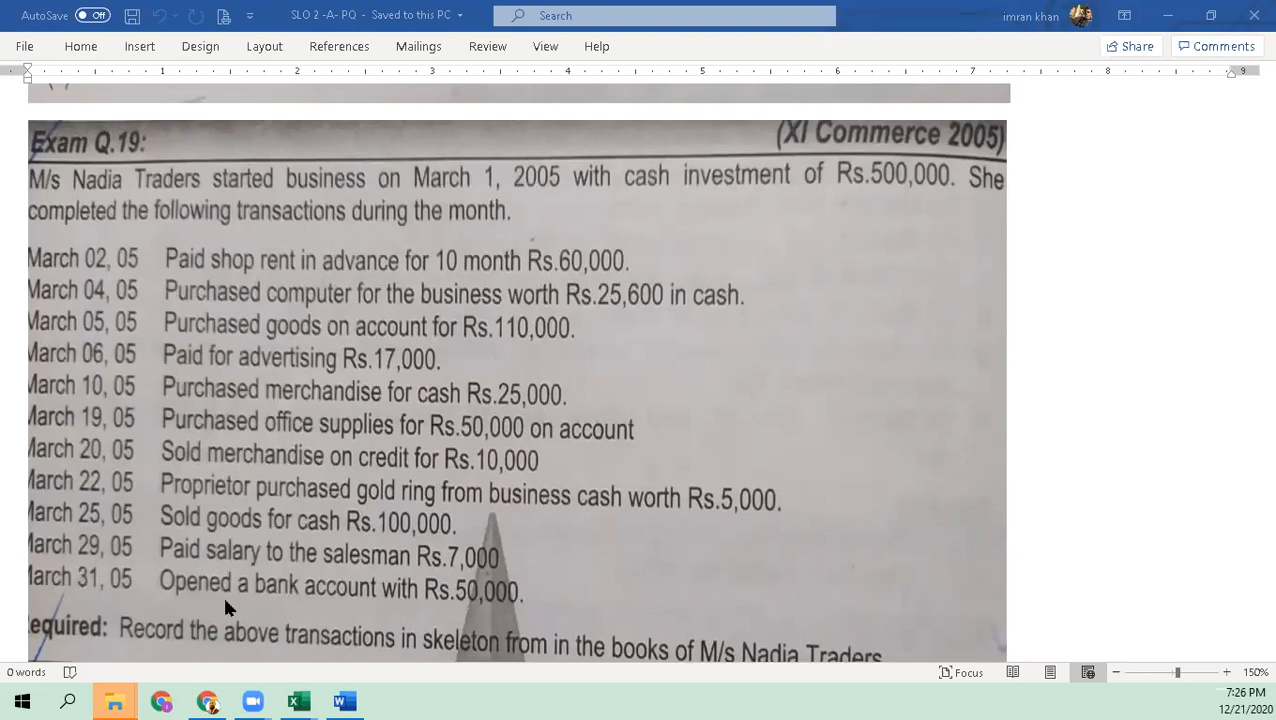 AutoSave Off SLO 2 -A- PQ - Saved to this PC Search imran khan
File Home Insert Design Layout References Mailings Review View Help Share Comments
1 2 3 4 5 6 7 8 9
Exam Q.19: (XI Commerce 2005)
M/s Nadia Traders started business on March 1, 2005 with cash investment of Rs.500,000. She
completed the following transactions during the month.
March 02, 05 Paid shop rent in advance for 10 month Rs.60,000.
March 04, 05 Purchased computer for the business worth Rs.25,600 in cash.
March 05, 05 Purchased goods on account for Rs.110,000.
March 06, 05 Paid for advertising Rs.17,000.
March 10, 05 Purchased merchandise for cash Rs.25,000.
March 19, 05 Purchased office supplies for Rs.50,000 on account
March 20, 05 Sold merchandise on credit for Rs.10,000
March 22, 05 Proprietor purchased gold ring from business cash worth Rs.5,000.
March 25, 05 Sold goods for cash Rs.100,000.
March 29, 05 Paid salary to the salesman Rs.7,000
March 31, 05 Opened a bank account with Rs.50,000.
Required: Record the above transactions in skeleton from in the books of M/s Nadia Traders
0 words Focus 150%
7:26 PM
12/21/2020